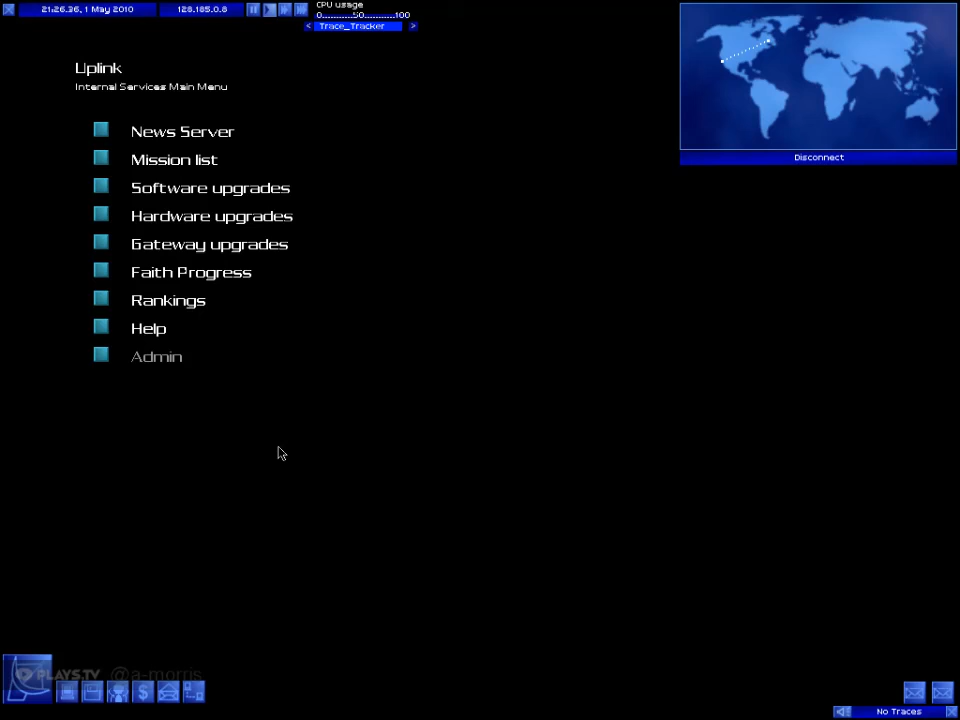 21:26.36, 1 May 2010
128.185.0.8
CPU usage
0..........50..........100
< Trace_Tracker >
Uplink
Internal Services Main Menu
News Server
Mission list
Software upgrades
Hardware upgrades
Gateway upgrades
Faith Progress
Rankings
Help
Admin
Disconnect
PLAYS.TV @a-morris
$
No Traces